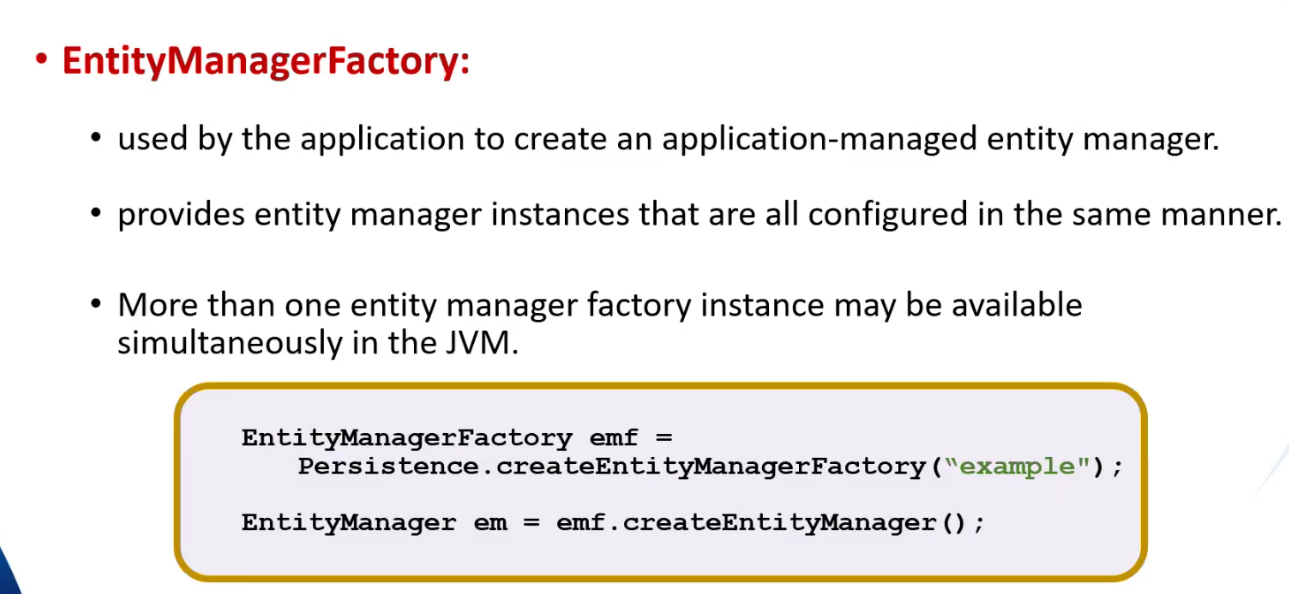 • EntityManagerFactory:
• used by the application to create an application-managed entity manager.
• provides entity manager instances that are all configured in the same manner.
• More than one entity manager factory instance may be available
simultaneously in the JVM.
EntityManagerFactory emf =
Persistence.createEntityManagerFactory(“example");
EntityManager em = emf.createEntityManager();